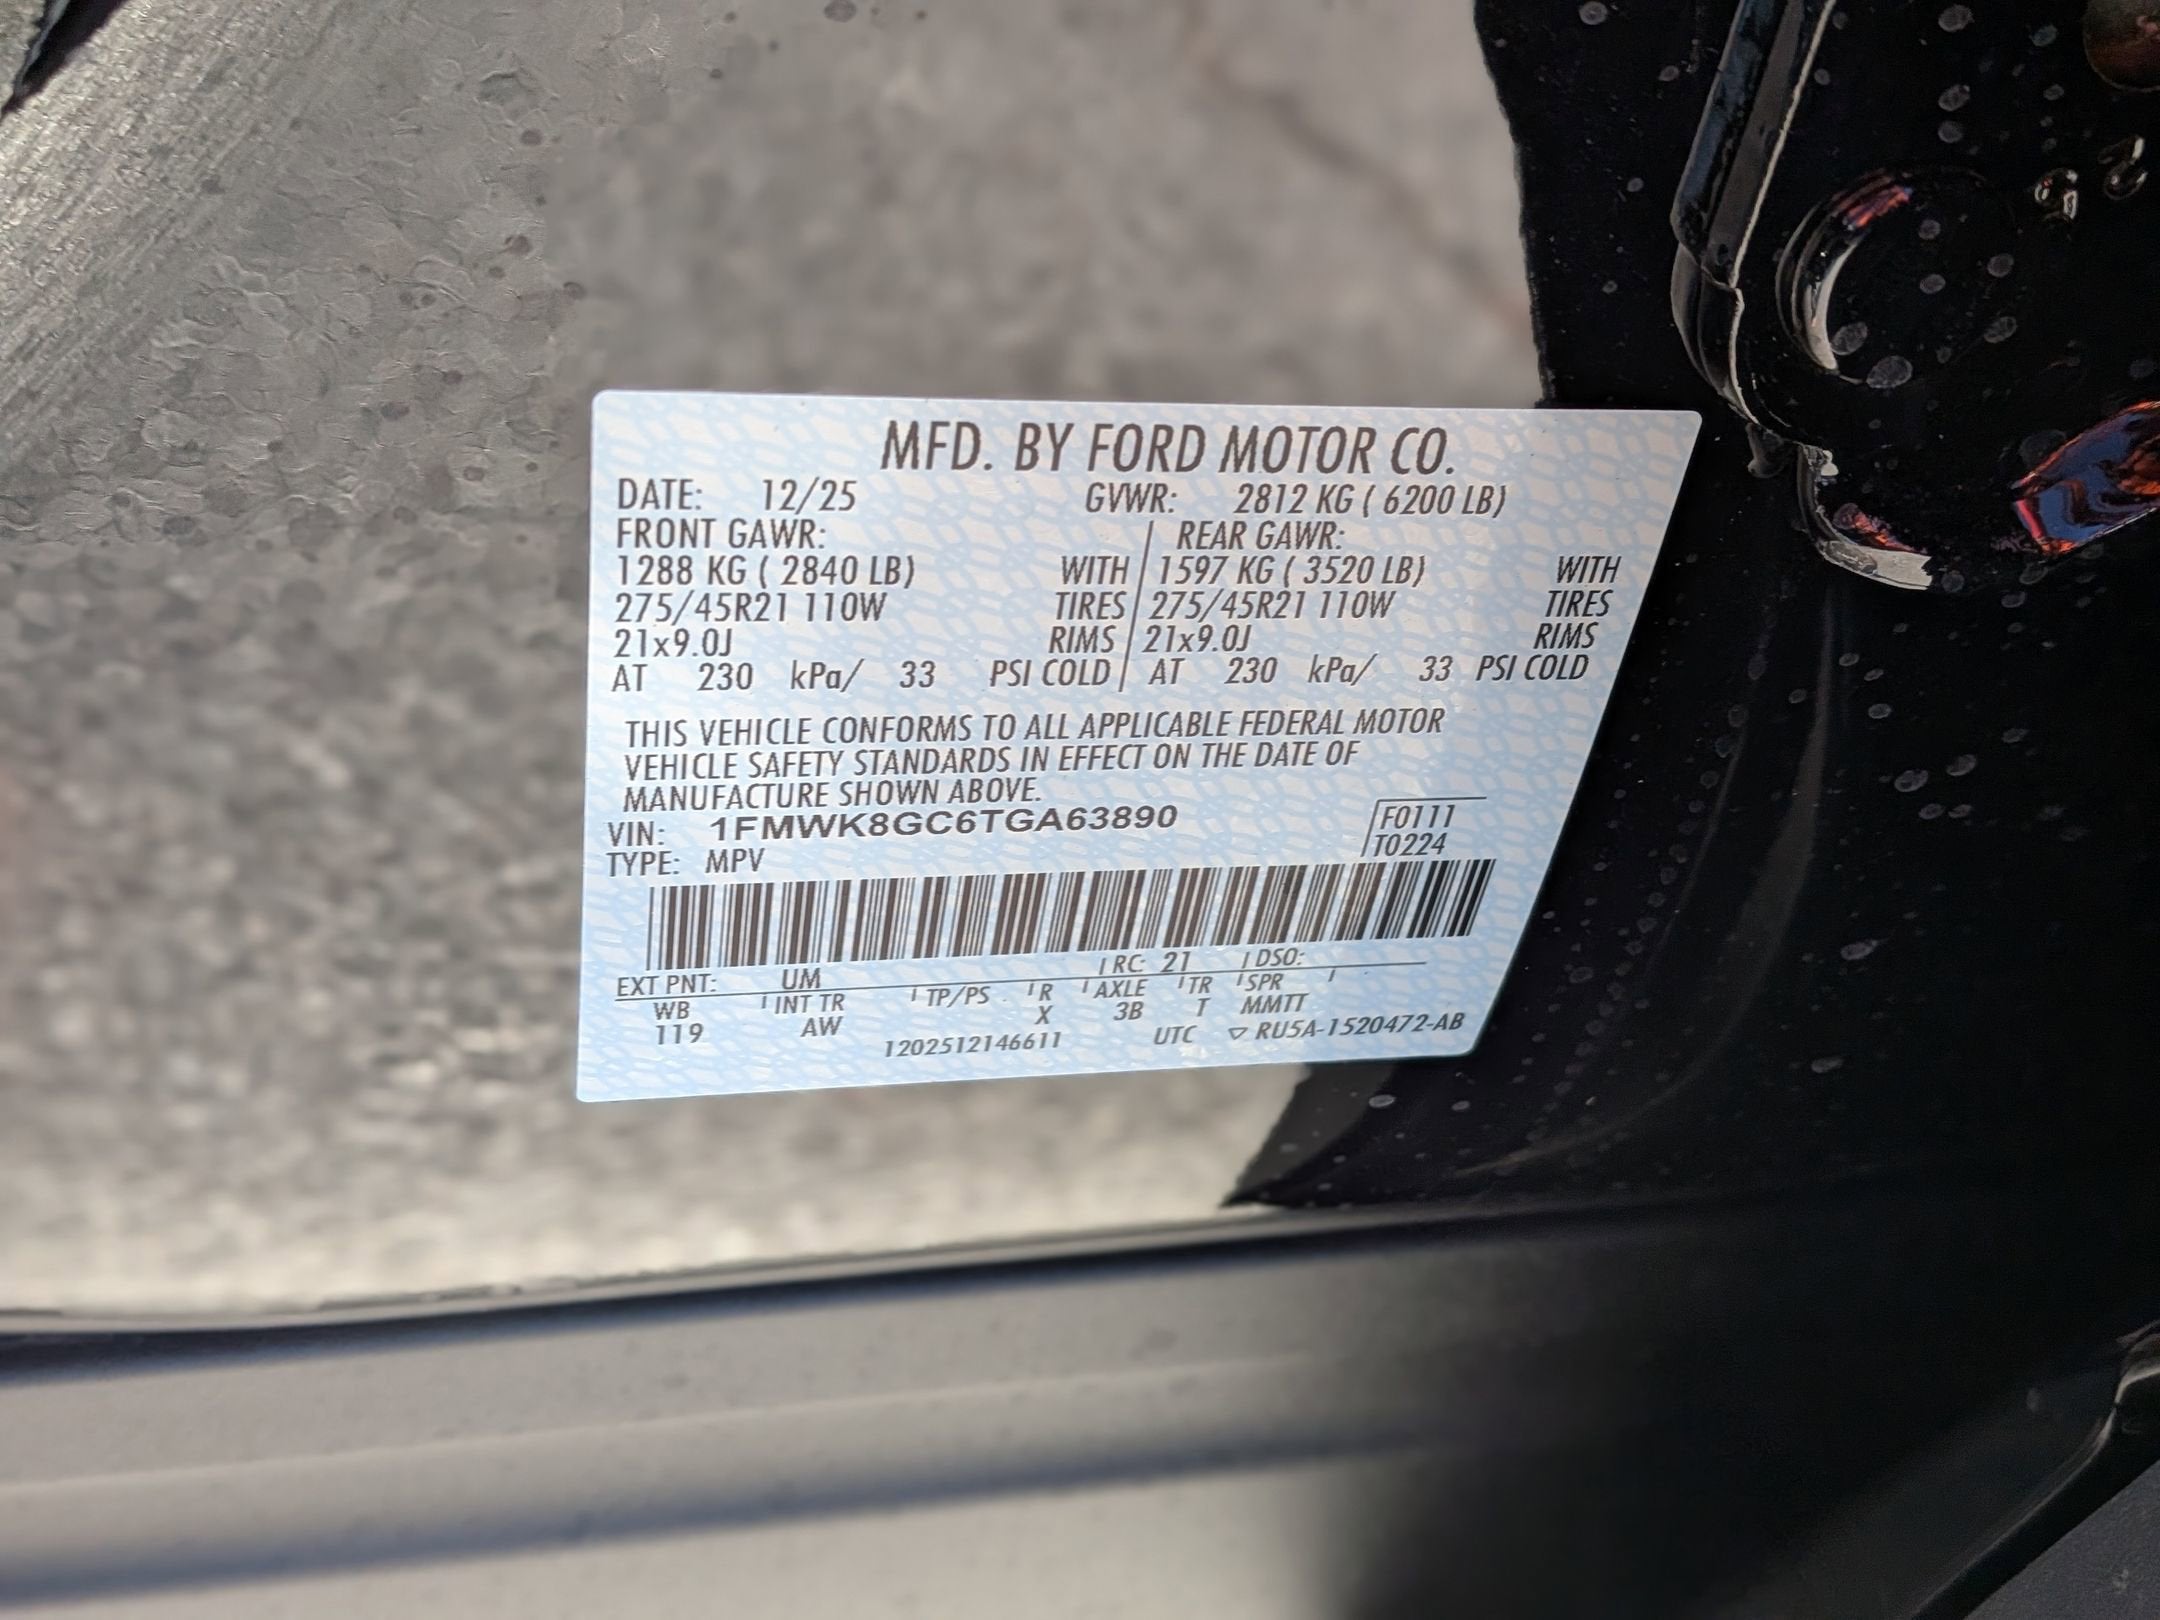 MFD. BY FORD MOTOR CO.
DATE: 12/25 GVWR: 2812 KG ( 6200 LB)
FRONT GAWR: REAR GAWR:
1288 KG ( 2840 LB) WITH 1597 KG ( 3520 LB) WITH
275/45R21 110W TIRES 275/45R21 110W TIRES
21x9.0J RIMS 21x9.0J RIMS
AT 230 kPa/ 33 PSI COLD AT 230 kPa/ 33 PSI COLD
THIS VEHICLE CONFORMS TO ALL APPLICABLE FEDERAL MOTOR
VEHICLE SAFETY STANDARDS IN EFFECT ON THE DATE OF
MANUFACTURE SHOWN ABOVE.
VIN: 1FMWK8GC6TGA63890 F0111
TYPE: MPV T0224
EXT PNT: UM RC: 21 DSO:
WB INT TR TP/PS R AXLE TR SPR
119 AW X 3B T MMTT
1202512146611 UTC ▽ RU5A-1520472-AB